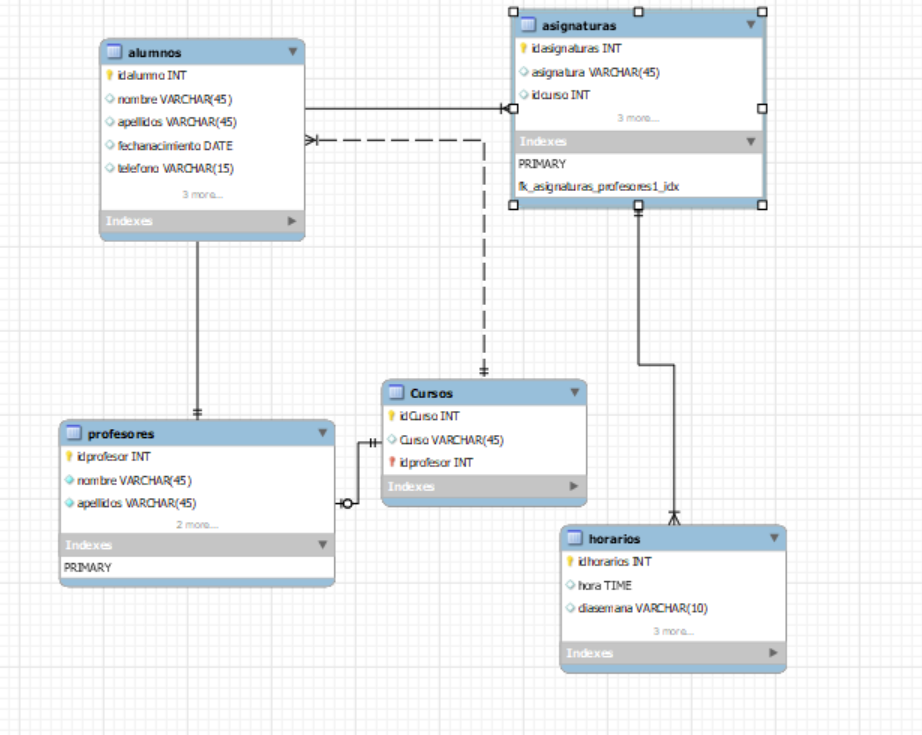 alumnos
idalumno INT
nombre VARCHAR(45)
apellidos VARCHAR(45)
fechanacimiento DATE
telefono VARCHAR(15)
3 more...
Indexes
asignaturas
idasignaturas INT
asignatura VARCHAR(45)
idcurso INT
3 more...
Indexes
PRIMARY
fk_asignaturas_profesores1_idx
profesores
idprofesor INT
nombre VARCHAR(45)
apellidos VARCHAR(45)
2 more...
Indexes
PRIMARY
Cursos
idCurso INT
Curso VARCHAR(45)
idprofesor INT
Indexes
horarios
idhorarios INT
hora TIME
diasemana VARCHAR(10)
3 more...
Indexes